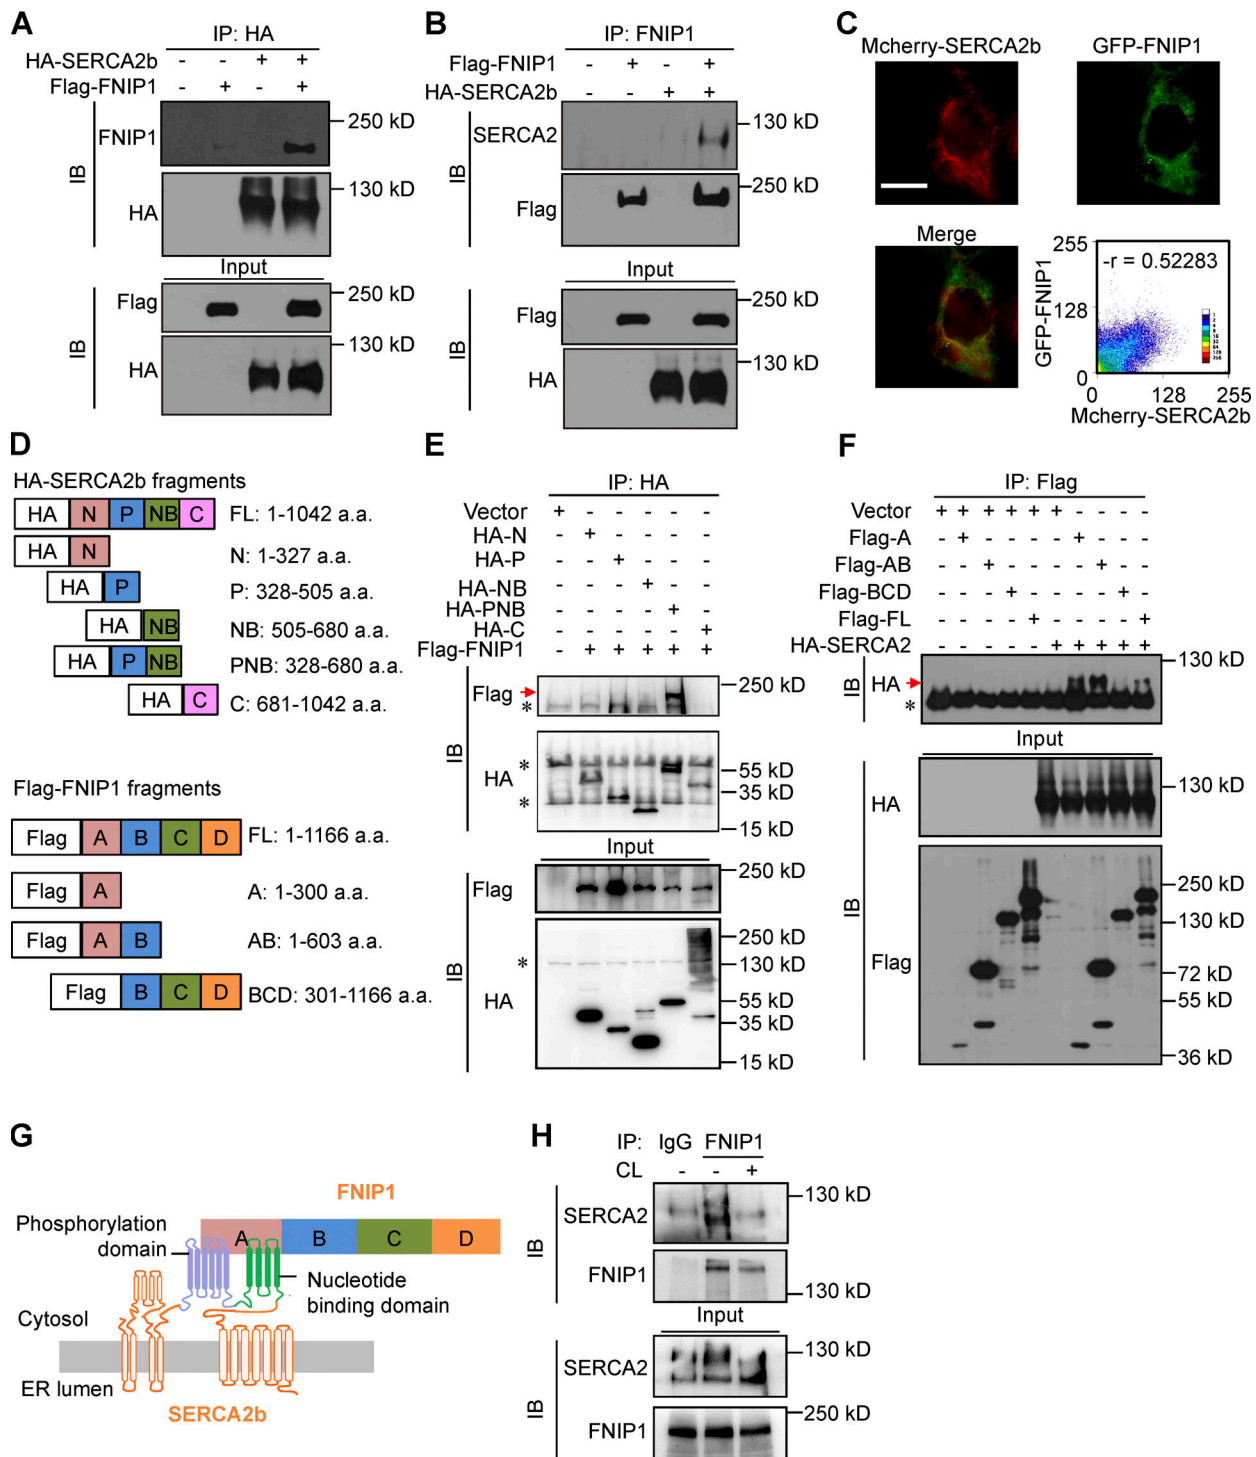 A
IP: HA
HA-SERCA2b - - + +
Flag-FNIP1 - + - +
IB
FNIP1
250 kD
HA
130 kD
Input
IB
Flag
250 kD
HA
130 kD
B
IP: FNIP1
Flag-FNIP1 - + - +
HA-SERCA2b - - + +
IB
SERCA2
130 kD
Flag
250 kD
Input
IB
Flag
250 kD
HA
130 kD
C
Mcherry-SERCA2b
GFP-FNIP1
Merge
255
-r = 0.52283
128
GFP-FNIP1
0
0 128 255
Mcherry-SERCA2b
D
HA-SERCA2b fragments
HA N P NB C FL: 1-1042 a.a.
HA N N: 1-327 a.a.
HA P P: 328-505 a.a.
HA NB NB: 505-680 a.a.
HA P NB PNB: 328-680 a.a.
HA C C: 681-1042 a.a.
Flag-FNIP1 fragments
Flag A B C D FL: 1-1166 a.a.
Flag A A: 1-300 a.a.
Flag A B AB: 1-603 a.a.
Flag B C D BCD: 301-1166 a.a.
E
IP: HA
Vector + - - - - -
HA-N - + - - - -
HA-P - - + - - -
HA-NB - - - + - -
HA-PNB - - - - + -
HA-C - - - - - +
Flag-FNIP1 - + + + + +
IB
Flag
*
250 kD
HA
*
*
55 kD
35 kD
15 kD
Input
IB
Flag
250 kD
HA
*
250 kD
130 kD
55 kD
35 kD
15 kD
F
IP: Flag
Vector + + + + + + - - - -
Flag-A - + - - - - + - - -
Flag-AB - - + - - - - + - -
Flag-BCD - - - + - - - - + -
Flag-FL - - - - + - - - - +
HA-SERCA2 - - - - - + + + + +
IB
HA
*
130 kD
Input
IB
HA
130 kD
Flag
250 kD
130 kD
72 kD
55 kD
36 kD
G
FNIP1
A B C D
Phosphorylation
domain
Nucleotide
binding domain
Cytosol
ER lumen
SERCA2b
H
IP: IgG FNIP1
CL - - +
IB
SERCA2
130 kD
FNIP1
130 kD
Input
IB
SERCA2
130 kD
FNIP1
250 kD